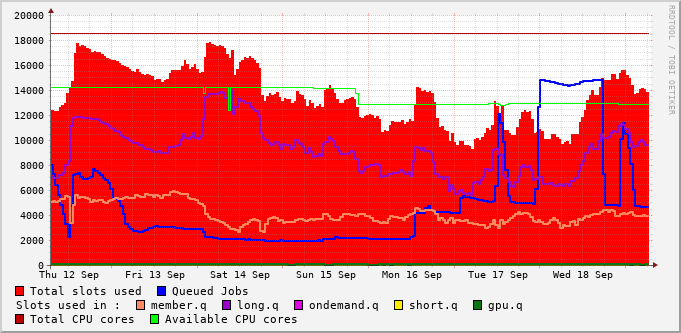 20000
18000
16000
14000
12000
10000
8000
6000
4000
2000
0
Thu 12 Sep Fri 13 Sep Sat 14 Sep Sun 15 Sep Mon 16 Sep Tue 17 Sep Wed 18 Sep
Total slots used Queued Jobs
Slots used in : member.q long.q ondemand.q short.q gpu.q
Total CPU cores Available CPU cores
RRDTOOL / TOBI OETIKER